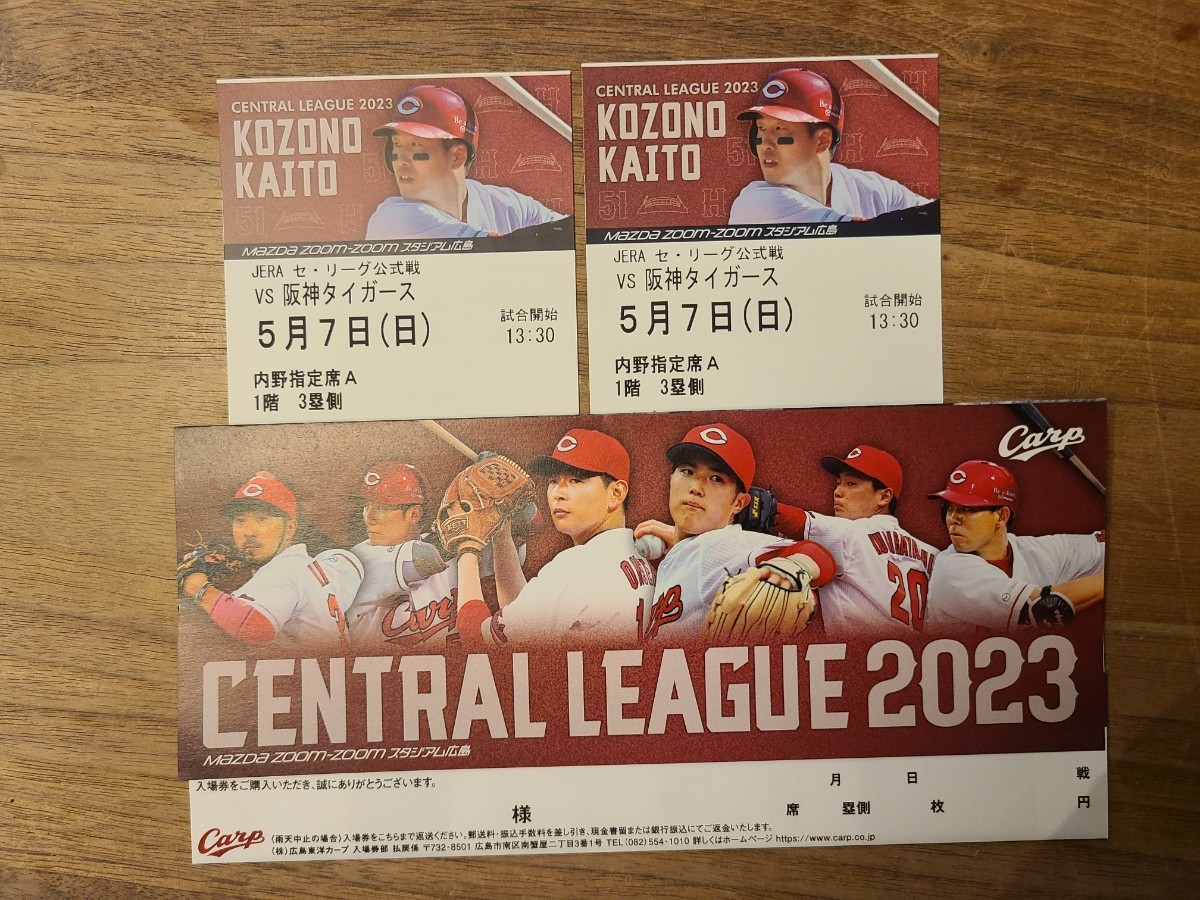 CENTRAL LEAGUE 2023
KOZONO
KAITO
51
H
MAZDA ZOOM-ZOOM スタジアム広島
JERA セ・リーグ公式戦
VS 阪神タイガース
5月7日(日)
試合開始
13:30
内野指定席A
1階 3塁側
CENTRAL LEAGUE 2023
KOZONO
KAITO
51
H
MAZDA ZOOM-ZOOM スタジアム広島
JERA セ・リーグ公式戦
VS 阪神タイガース
5月7日(日)
試合開始
13:30
内野指定席A
1階 3塁側
Carp
Carp
20
CENTRAL LEAGUE 2023
MAZDA ZOOM-ZOOM スタジアム広島
入場券をご購入いただき、誠にありがとうございます。
月 日 戦
様 席 塁側 枚 円
Carp
(雨天中止の場合)入場券をこちらまで返送ください。郵送料・振込手数料を差し引き、現金書留または銀行振込にてご返金いたします。
(株)広島東洋カープ 入場券部 払戻係 〒732-8501 広島市南区南蟹屋二丁目3番1号 TEL(082)554-1010 詳しくはホームページ https://www.carp.co.jp